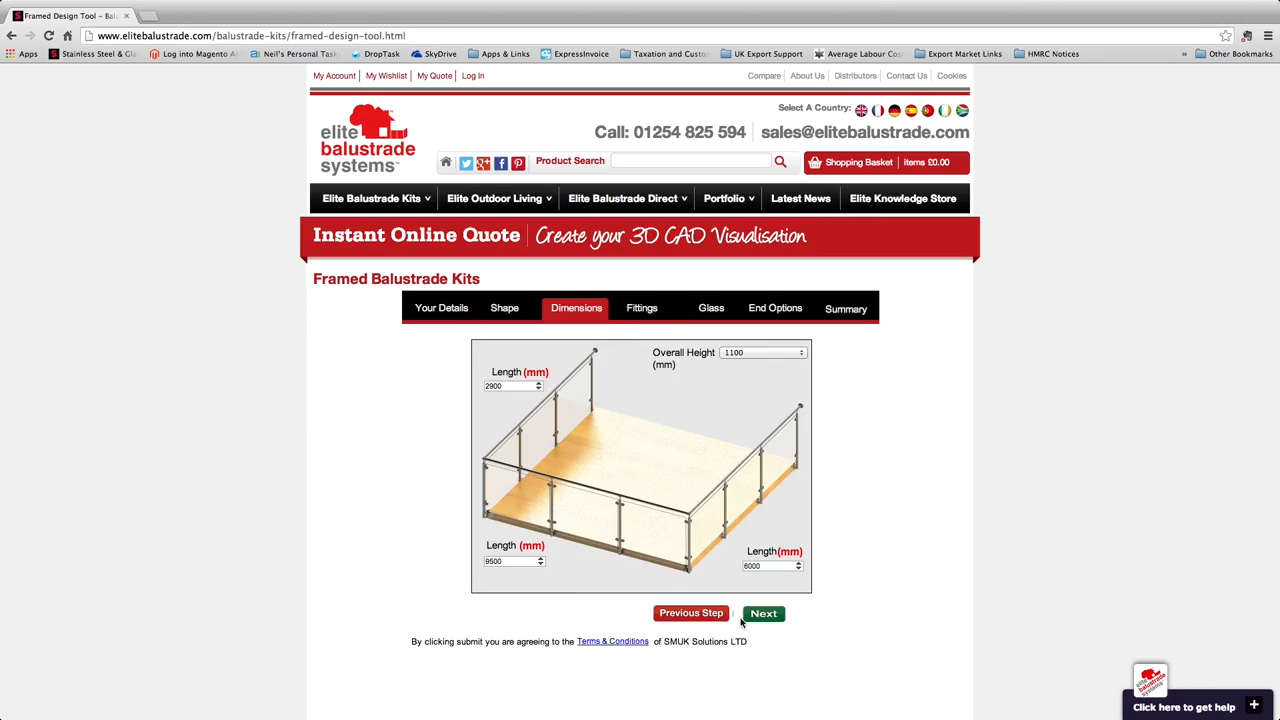 Framed Design Tool – Bal
www.elitebalustrade.com/balustrade-kits/framed-design-tool.html
Apps Stainless Steel & Gla Log into Magento A Neil's Personal Task DropTask SkyDrive Apps & Links ExpressInvoice Taxation and Custom UK Export Support Average Labour Cos Export Market Links HMRC Notices » Other Bookmarks
My Account My Wishlist My Quote Log In Compare About Us Distributors Contact Us Cookies
Select A Country:
elite balustrade systems™
Call: 01254 825 594 sales@elitebalustrade.com
Product Search Shopping Basket items £0.00
Elite Balustrade Kits Elite Outdoor Living Elite Balustrade Direct Portfolio Latest News Elite Knowledge Store
Instant Online Quote Create your 3D CAD Visualisation
Framed Balustrade Kits
Your Details Shape Dimensions Fittings Glass End Options Summary
Overall Height 1100
(mm)
Length (mm)
2900
Length (mm)
9500
Length(mm)
6000
Previous Step Next
By clicking submit you are agreeing to the Terms & Conditions of SMUK Solutions LTD
elite balustrade systems
Click here to get help +